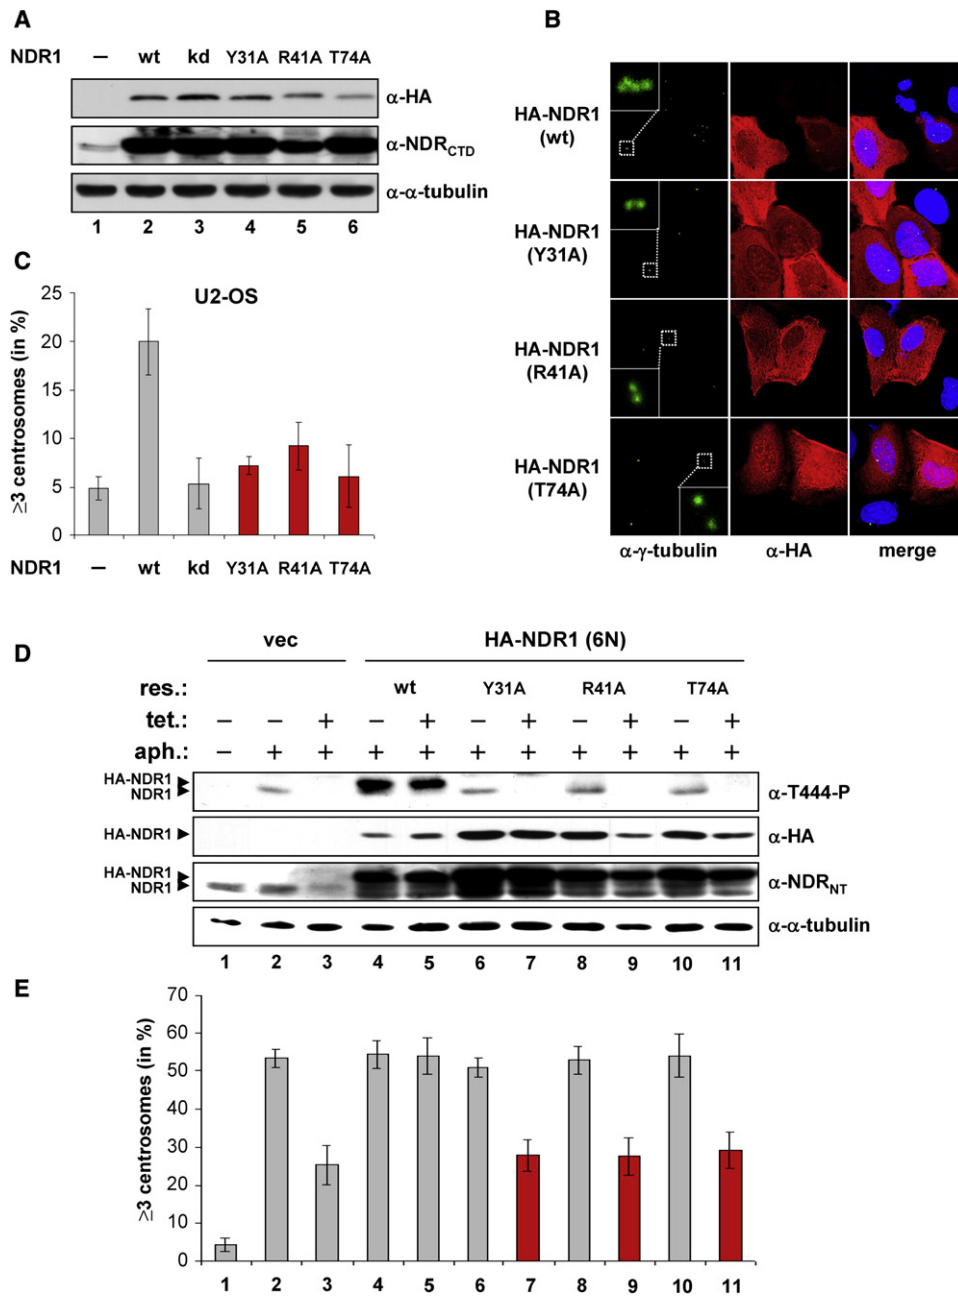 A
NDR1 – wt kd Y31A R41A T74A
α-HA
α-NDRCTD
α-α-tubulin
1 2 3 4 5 6
B
HA-NDR1
(wt)
HA-NDR1
(Y31A)
HA-NDR1
(R41A)
HA-NDR1
(T74A)
α-γ-tubulin α-HA merge
C
U2-OS
≥3 centrosomes (in %)
25
20
15
10
5
0
NDR1 – wt kd Y31A R41A T74A
D
vec HA-NDR1 (6N)
res.: wt Y31A R41A T74A
tet.: – – + – + – + – + – +
aph.: – + + + + + + + + + +
HA-NDR1
NDR1
α-T444-P
HA-NDR1
α-HA
HA-NDR1
NDR1
α-NDRNT
α-α-tubulin
1 2 3 4 5 6 7 8 9 10 11
E
≥3 centrosomes (in %)
70
60
50
40
30
20
10
0
1 2 3 4 5 6 7 8 9 10 11